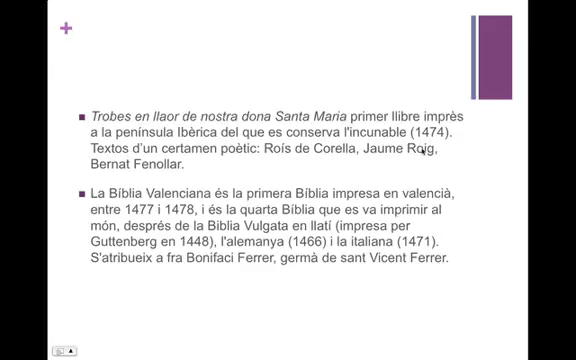 +
Trobes en llaor de nostra dona Santa Maria primer llibre imprès
a la península Ibèrica del que es conserva l'incunable (1474).
Textos d'un certamen poètic: Roís de Corella, Jaume Roig,
Bernat Fenollar.
La Bíblia Valenciana és la primera Bíblia impresa en valencià,
entre 1477 i 1478, i és la quarta Bíblia que es va imprimir al
món, després de la Biblia Vulgata en llatí (impresa per
Guttenberg en 1448), l'alemanya (1466) i la italiana (1471).
S'atribueix a fra Bonifaci Ferrer, germà de sant Vicent Ferrer.